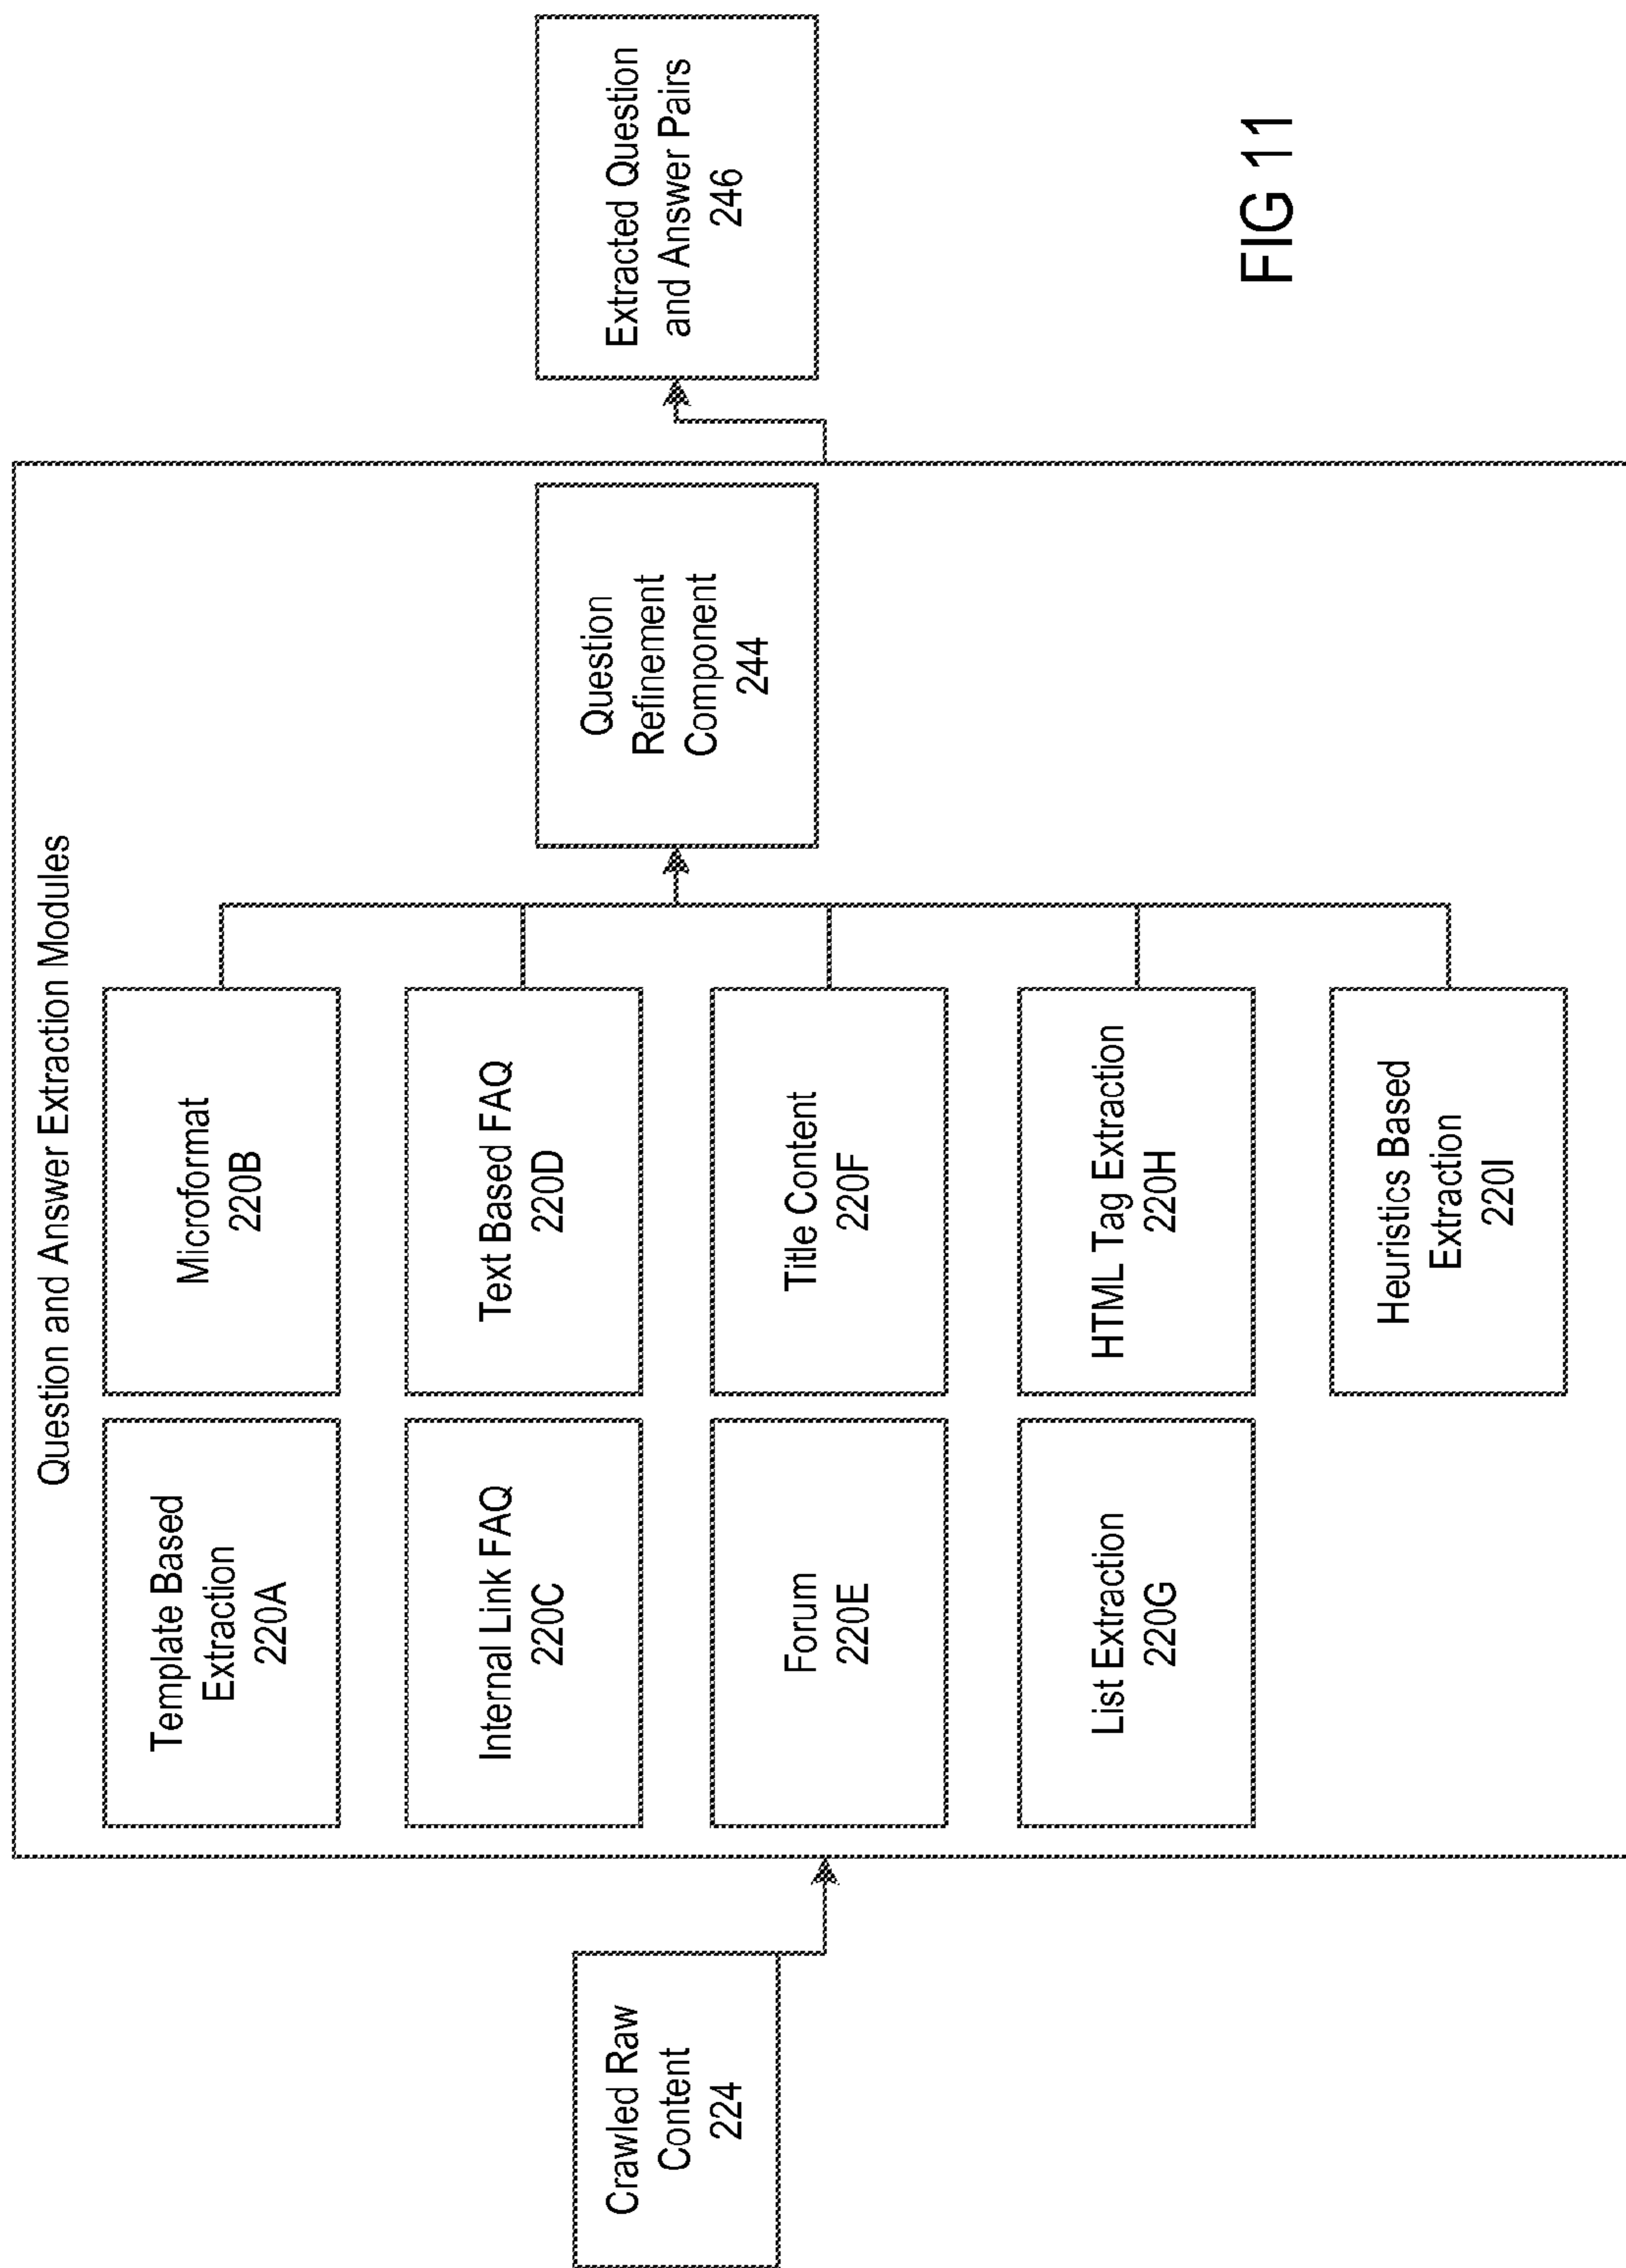 Question and Answer Extraction Modules
Crawled Raw
Content
224
Template Based
Extraction
220A
Microformat
220B
Internal Link FAQ
220C
Text Based FAQ
220D
Forum
220E
Title Content
220F
List Extraction
220G
HTML Tag Extraction
220H
Heuristics Based
Extraction
220I
Question
Refinement
Component
244
Extracted Question
and Answer Pairs
246
FIG 11